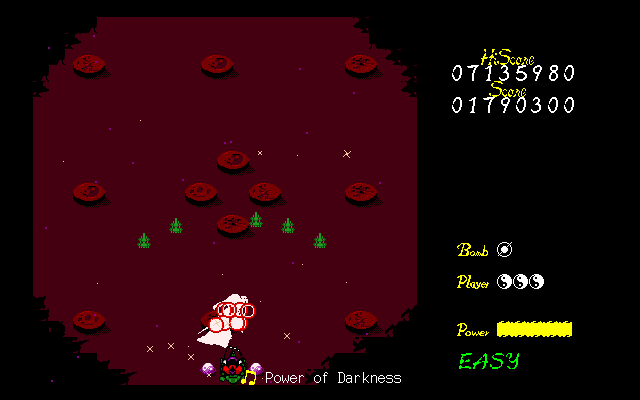 HiScore
07135980
Score
01790300
Bomb
Player
Power
EASY
Power of Darkness